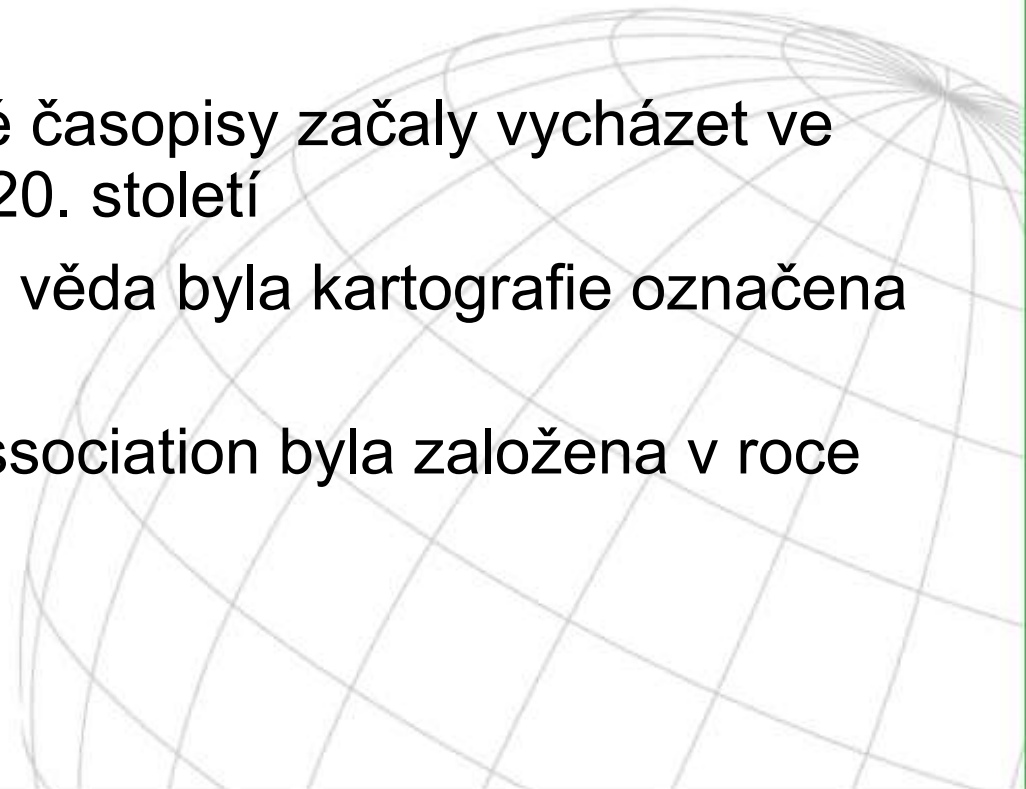 časopisy začaly vycházet ve
20. století
věda byla kartografie označena
ssociation byla založena v roce